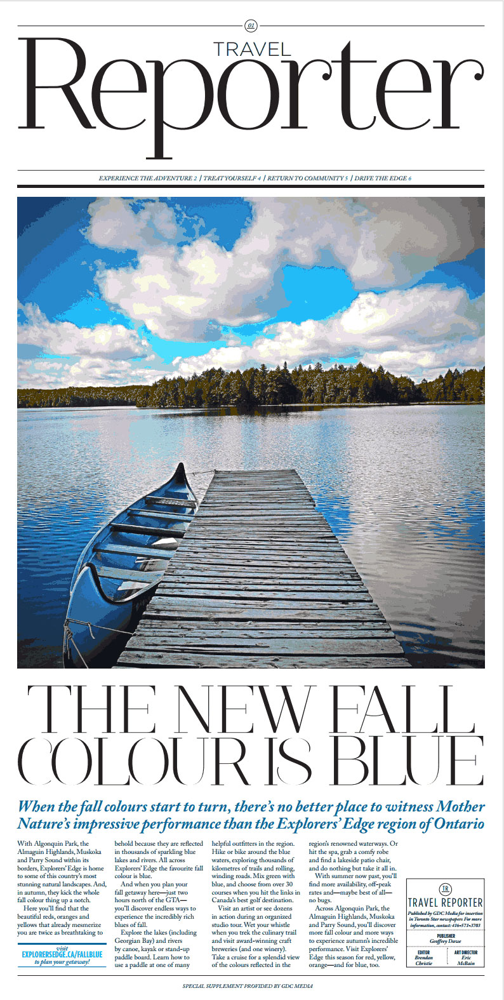 01
TRAVEL
Reporter
EXPERIENCE THE ADVENTURE 2 / TREAT YOURSELF 4 / RETURN TO COMMUNITY 5 / DRIVE THE EDGE 6
THE NEW FALL
COLOUR IS BLUE
When the fall colours start to turn, there's no better place to witness Mother
Nature's impressive performance than the Explorers' Edge region of Ontario
With Algonquin Park, the
Almaguin Highlands, Muskoka
and Parry Sound within its
borders, Explorers' Edge is home
to some of this country's most
stunning natural landscapes. And,
in autumn, they kick the whole
fall colour thing up a notch.
Here you'll find that the
beautiful reds, oranges and
yellows that already mesmerize
you are twice as breathtaking to
visit
EXPLORERSEDGE.CA/FALLBLUE
to plan your getaway!
behold because they are reflected
in thousands of sparkling blue
lakes and rivers. All across
Explorers' Edge the favourite fall
colour is blue.
And when you plan your
fall getaway here—just two
hours north of the GTA—
you'll discover endless ways to
experience the incredibly rich
blues of fall.
Explore the lakes (including
Georgian Bay) and rivers
by canoe, kayak or stand-up
paddle board. Learn how to
use a paddle at one of many
helpful outfitters in the region.
Hike or bike around the blue
waters, exploring thousands of
kilometres of trails and rolling,
winding roads. Mix green with
blue, and choose from over 30
courses when you hit the links in
Canada's best golf destination.
Visit an artist or see dozens
in action during an organized
studio tour. Wet your whistle
when you trek the culinary trail
and visit award-winning craft
breweries (and one winery).
Take a cruise for a splendid view
of the colours reflected in the
region's renowned waterways. Or
hit the spa, grab a comfy robe
and find a lakeside patio chair,
and do nothing but take it all in.
With summer now past, you'll
find more availability, off-peak
rates and—maybe best of all—
no bugs.
Across Algonquin Park, the
Almaguin Highlands, Muskoka
and Parry Sound, you'll discover
more fall colour and more ways
to experience autumn's incredible
performance. Visit Explorers'
Edge this season for red, yellow,
orange—and for blue, too.
TR
TRAVEL REPORTER
Published by GDC Media for insertion
in Toronto Star newspapers For more
information, contact: 416-571-3703
PUBLISHER
Geoffrey Dawe
EDITOR
Brendan
Christie
ART DIRECTOR
Eric
McBain
SPECIAL SUPPLEMENT PROVIDED BY GDC MEDIA